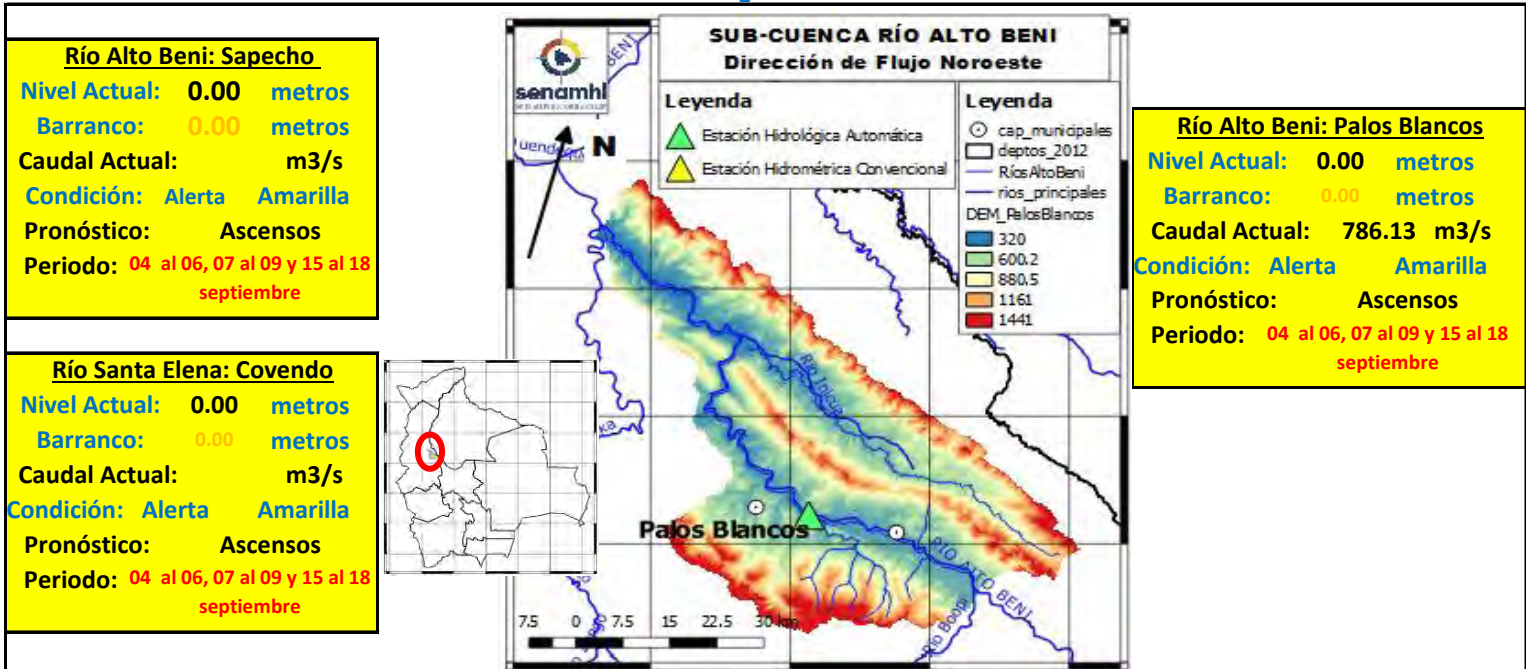 Río Alto Beni: Sapecho
Nivel Actual: 0.00 metros
Barranco: 0.00 metros
Caudal Actual: m3/s
Condición: Alerta Amarilla
Pronóstico: Ascensos
Periodo: 04 al 06, 07 al 09 y 15 al 18
septiembre
Río Santa Elena: Covendo
Nivel Actual: 0.00 metros
Barranco: 0.00 metros
Caudal Actual: m3/s
Condición: Alerta Amarilla
Pronóstico: Ascensos
Periodo: 04 al 06, 07 al 09 y 15 al 18
septiembre
senamhi
BENI
N
SUB-CUENCA RÍO ALTO BENI
Dirección de Flujo Noroeste
Leyenda
Estación Hidrológica Automática
Estación Hidrométrica Convencional
Leyenda
cap_municipales
deptos_2012
RíosAltoBeni
rios_principales
DEM_PalosBlancos
320
600.2
880.5
1161
1441
Río Inicua
Palos Blancos
RÍO ALTO BENI
Río Boopi
7.5 0 7.5 15 22.5 30 km
Río Alto Beni: Palos Blancos
Nivel Actual: 0.00 metros
Barranco: 0.00 metros
Caudal Actual: 786.13 m3/s
Condición: Alerta Amarilla
Pronóstico: Ascensos
Periodo: 04 al 06, 07 al 09 y 15 al 18
septiembre